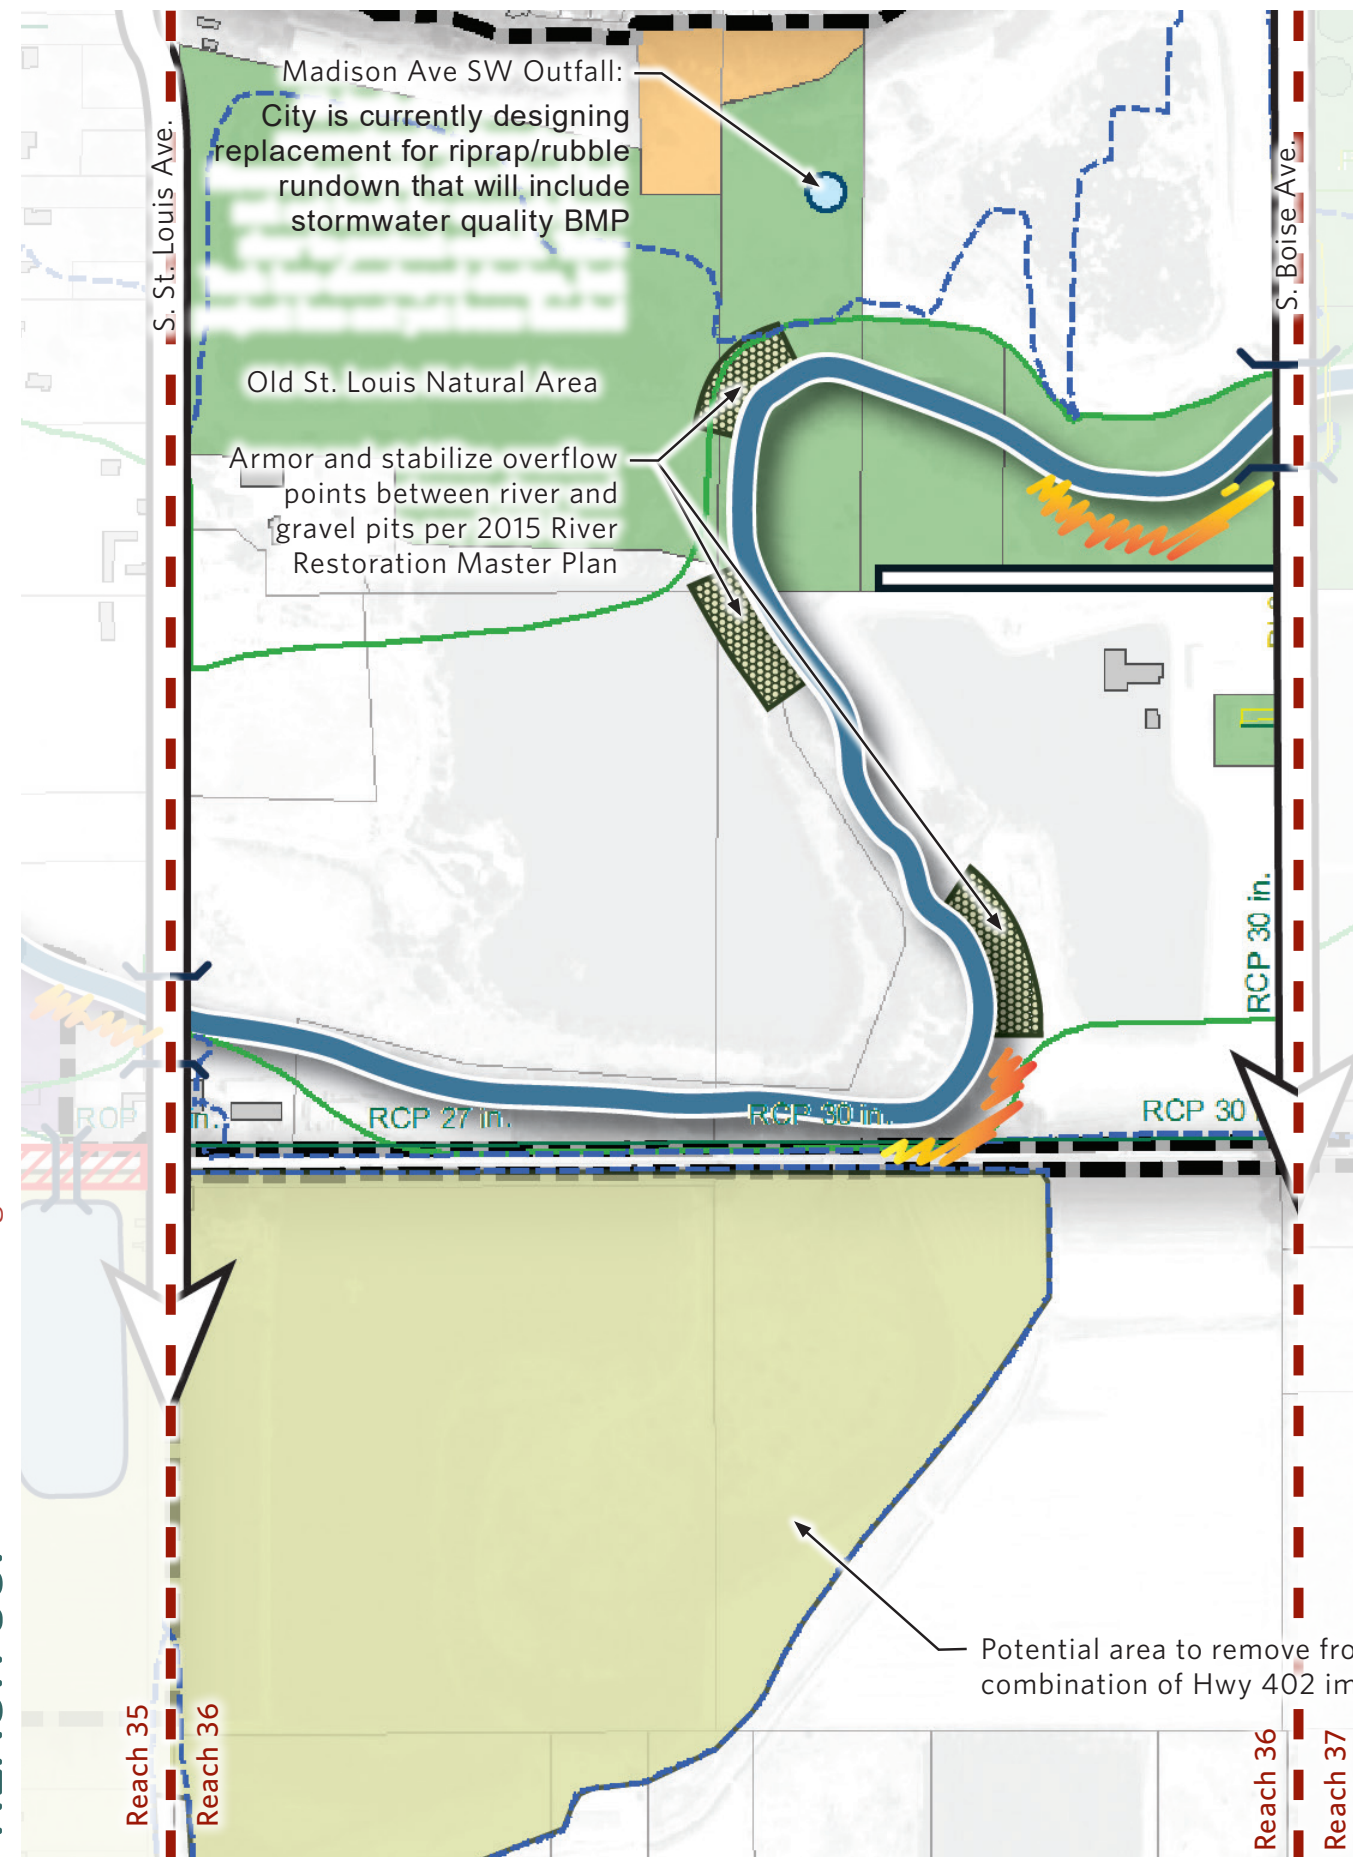 Madison Ave SW Outfall:
City is currently designing
replacement for riprap/rubble
rundown that will include
stormwater quality BMP
S. St. Louis Ave.
S. Boise Ave.
Old St. Louis Natural Area
Armor and stabilize overflow
points between river and
gravel pits per 2015 River
Restoration Master Plan
RCP 30 in.
RCP 27 in.
RCP 30 in.
RCP 30
Potential area to remove fro
combination of Hwy 402 im
Reach 35
Reach 36
Reach 36
Reach 37